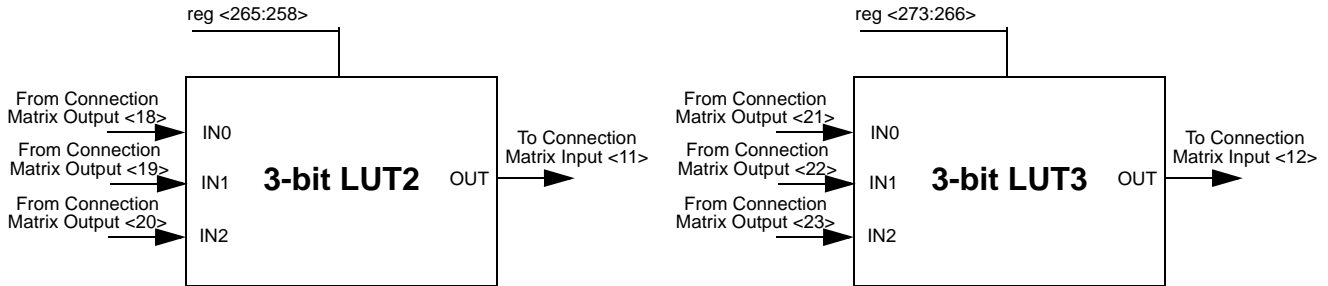 reg <265:258>
From Connection
Matrix Output <18>
IN0
From Connection
Matrix Output <19>
IN1
From Connection
Matrix Output <20>
IN2
3-bit LUT2
OUT
To Connection
Matrix Input <11>
reg <273:266>
From Connection
Matrix Output <21>
IN0
From Connection
Matrix Output <22>
IN1
From Connection
Matrix Output <23>
IN2
3-bit LUT3
OUT
To Connection
Matrix Input <12>